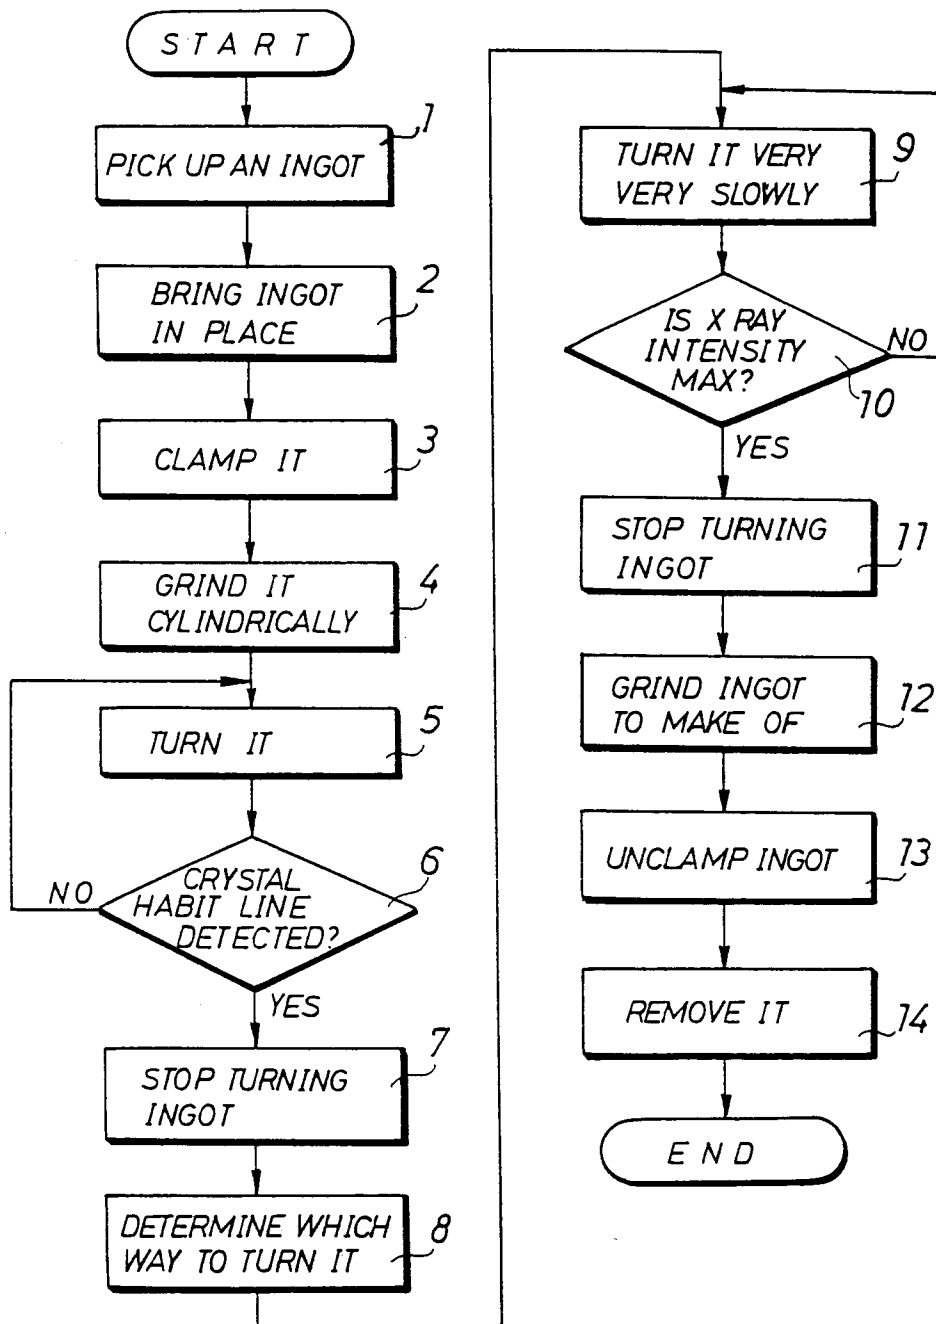 START
1
PICK UP AN INGOT
2
BRING INGOT
IN PLACE
3
CLAMP IT
4
GRIND IT
CYLINDRICALLY
5
TURN IT
6
CRYSTAL
HABIT LINE
DETECTED?
NO
YES
7
STOP TURNING
INGOT
8
DETERMINE WHICH
WAY TO TURN IT
9
TURN IT VERY
VERY SLOWLY
IS X RAY
INTENSITY
MAX?
NO
10
YES
11
STOP TURNING
INGOT
12
GRIND INGOT
TO MAKE OF
13
UNCLAMP INGOT
14
REMOVE IT
END